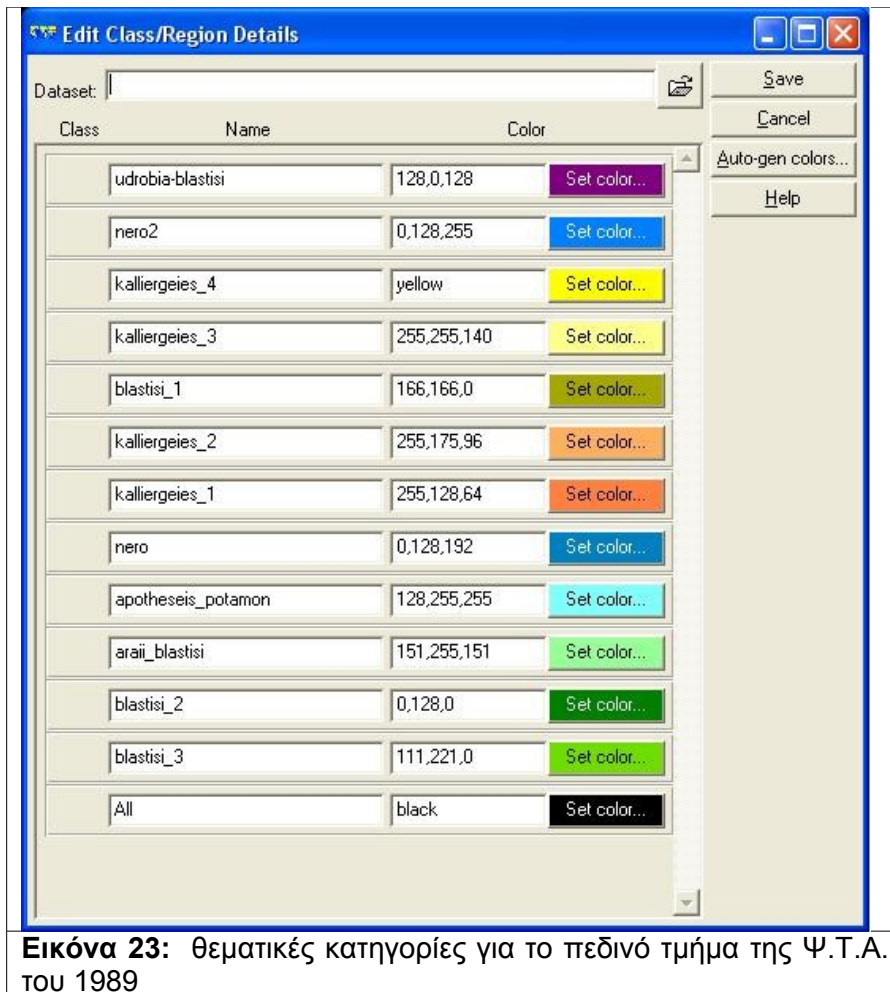 Edit Class/Region Details
Dataset:
Save
Class Name Color
Cancel
Auto-gen colors...
Help
udrobia-blastisi 128,0,128 Set color...
nero2 0,128,255 Set color...
kalliergeies_4 yellow Set color...
kalliergeies_3 255,255,140 Set color...
blastisi_1 166,166,0 Set color...
kalliergeies_2 255,175,96 Set color...
kalliergeies_1 255,128,64 Set color...
nero 0,128,192 Set color...
apotheseis_potamon 128,255,255 Set color...
araii_blastisi 151,255,151 Set color...
blastisi_2 0,128,0 Set color...
blastisi_3 111,221,0 Set color...
All black Set color...
Εικόνα 23: θεματικές κατηγορίες για το πεδινό τμήμα της Ψ.Τ.Α.
του 1989